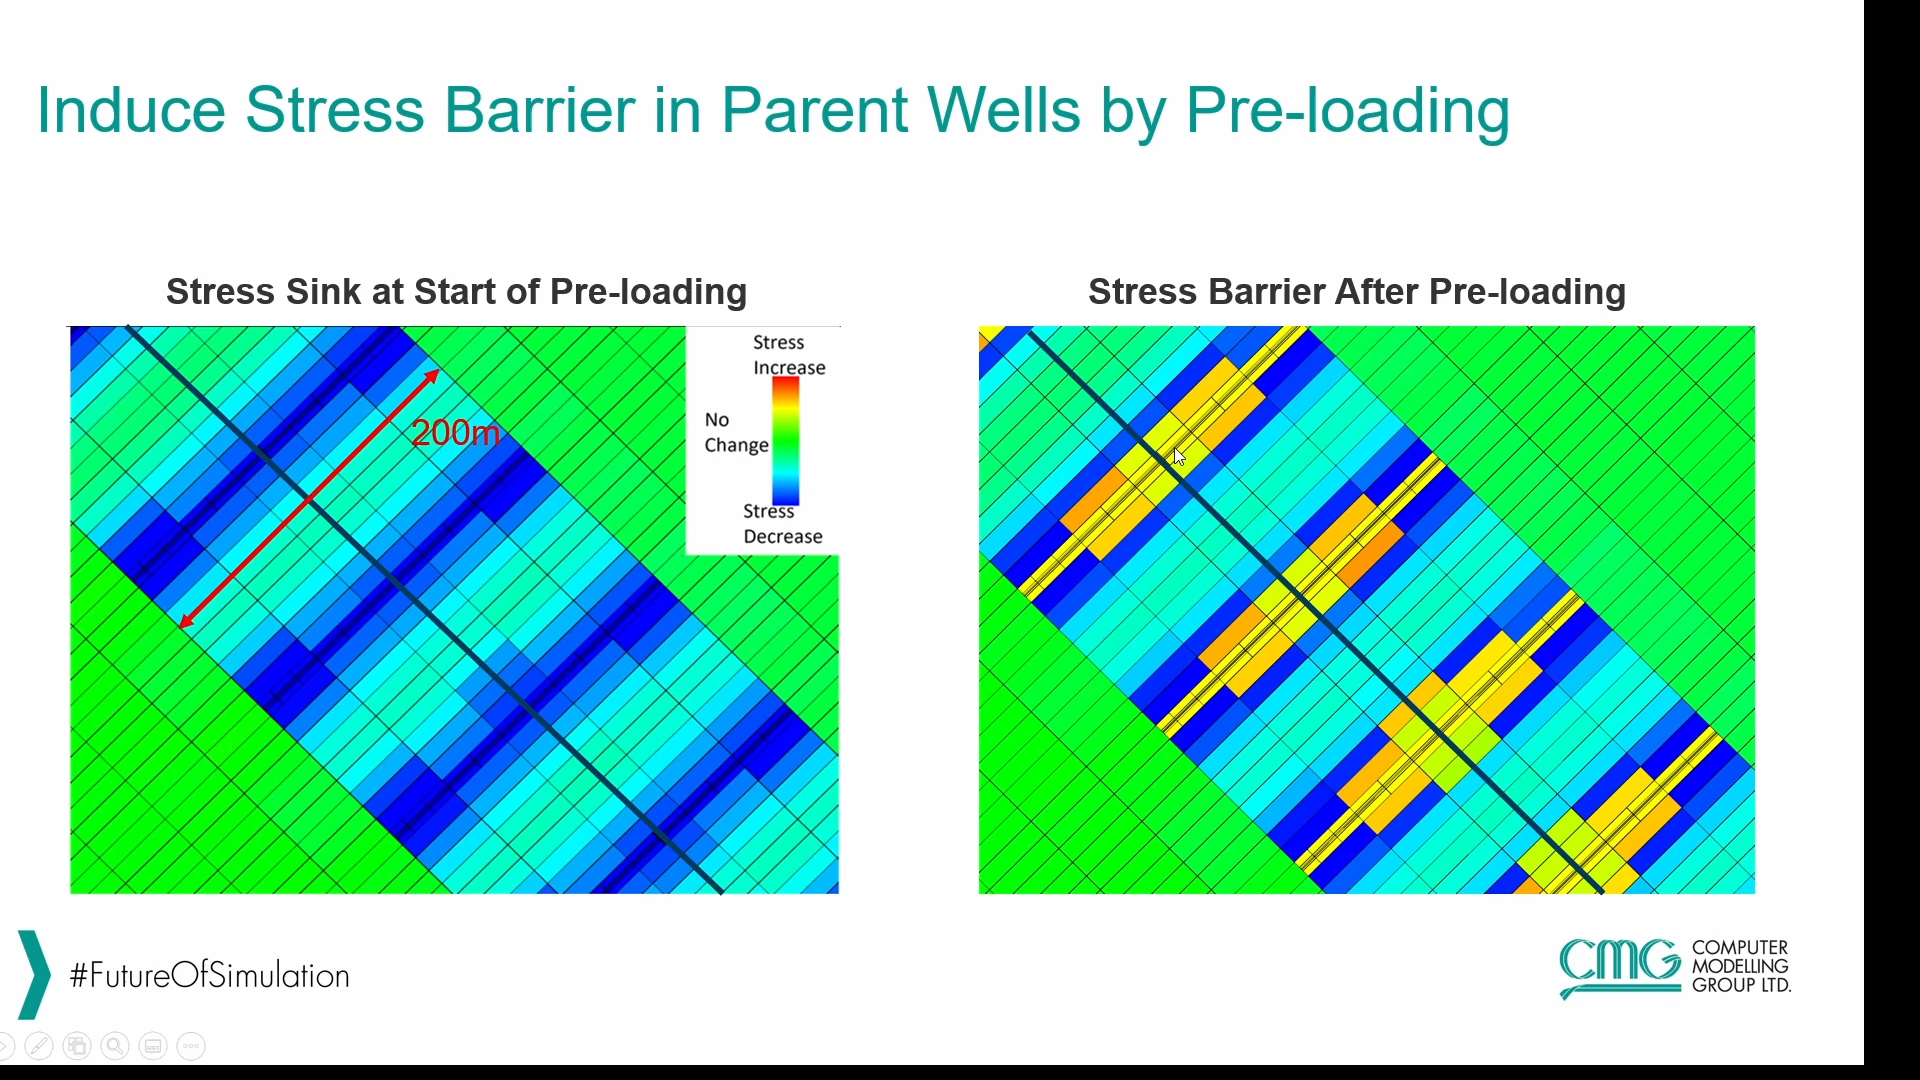 Induce Stress Barrier in Parent Wells by Pre-loading
Stress Sink at Start of Pre-loading
Stress Barrier After Pre-loading
Stress
Increase
200m
No
Change
Stress
Decrease
#FutureOfSimulation
CMG
COMPUTER
MODELLING
GROUP LTD.